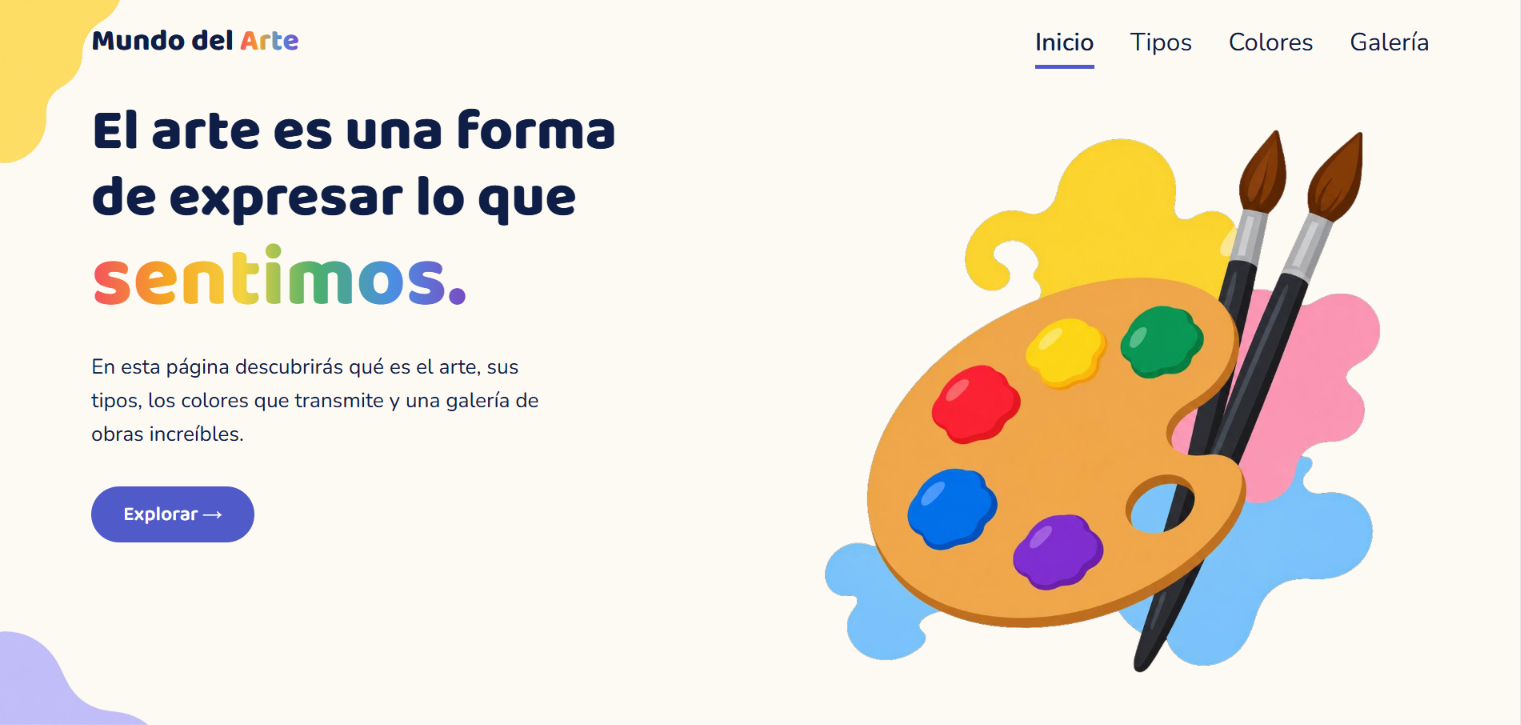 Mundo del Arte
Inicio Tipos Colores Galería
El arte es una forma
de expresar lo que
sentimos.
En esta página descubrirás qué es el arte, sus
tipos, los colores que transmite y una galería de
obras increíbles.
Explorar →